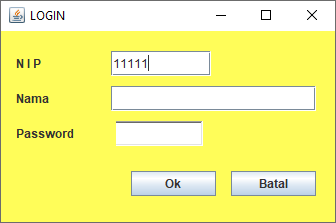 LOGIN
N I P 11111
Nama
Password
Ok Batal